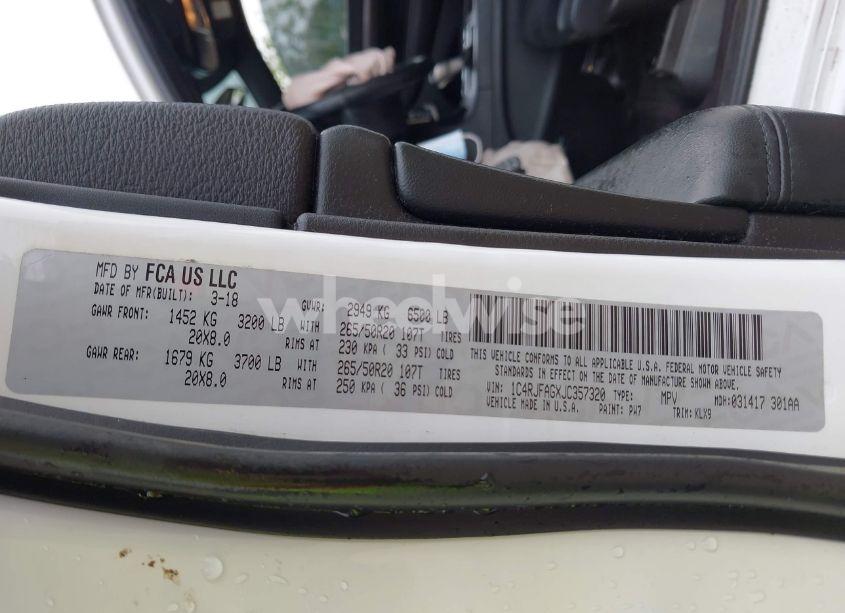 MFD BY FCA US LLC
DATE OF MFR(BUILT): 3-18
GVWR: 2949 KG 6500 LB
GAWR FRONT: 1452 KG 3200 LB WITH 265/50R20 107T TIRES
20X8.0 RIMS AT 230 KPA ( 33 PSI) COLD
GAWR REAR: 1679 KG 3700 LB WITH 265/50R20 107T TIRES
20X8.0 RIMS AT 250 KPA ( 36 PSI) COLD
THIS VEHICLE CONFORMS TO ALL APPLICABLE U.S.A. FEDERAL MOTOR VEHICLE SAFETY
STANDARDS IN EFFECT ON THE DATE OF MANUFACTURE SHOWN ABOVE.
VIN: 1C4RJFAGXJC357320 TYPE: MPV MDH:031417 301AA
VEHICLE MADE IN U.S.A. PAINT: PW7 TRIM: KLX9
wheelwise